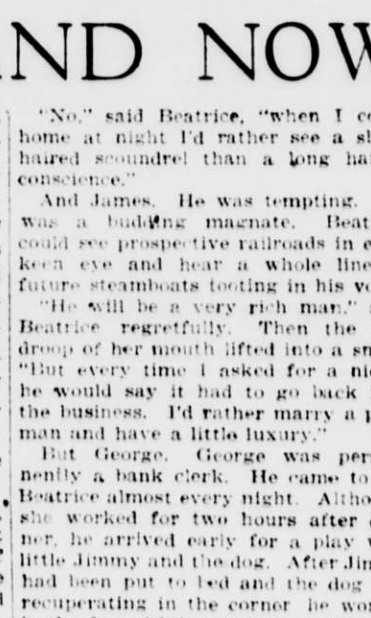 ND NOW
"No," said Beatrice, "when I c
home at night I'd rather see a s
haired scoundrel than a long ha
conscience."
And James. He was tempting.
was a budding magnate. Beat
could see prospective railroads in e
keen eye and hear a whole line
future steamboats tooting in his v
"He will be a very rich man,"
Beatrice regretfully. Then the
droop of her mouth lifted into a sn
"But every time I asked for a ni
he would say it had to go back
the business. I'd rather marry a p
man and have a little luxury."
But George. George was per
nently a bank clerk. He came to
Beatrice almost every night. Altho
she worked for two hours after
ner, he arrived early for a play
little Jimmy and the dog. After Jim
had been put to bed and the dog
recuperating in the corner he wo